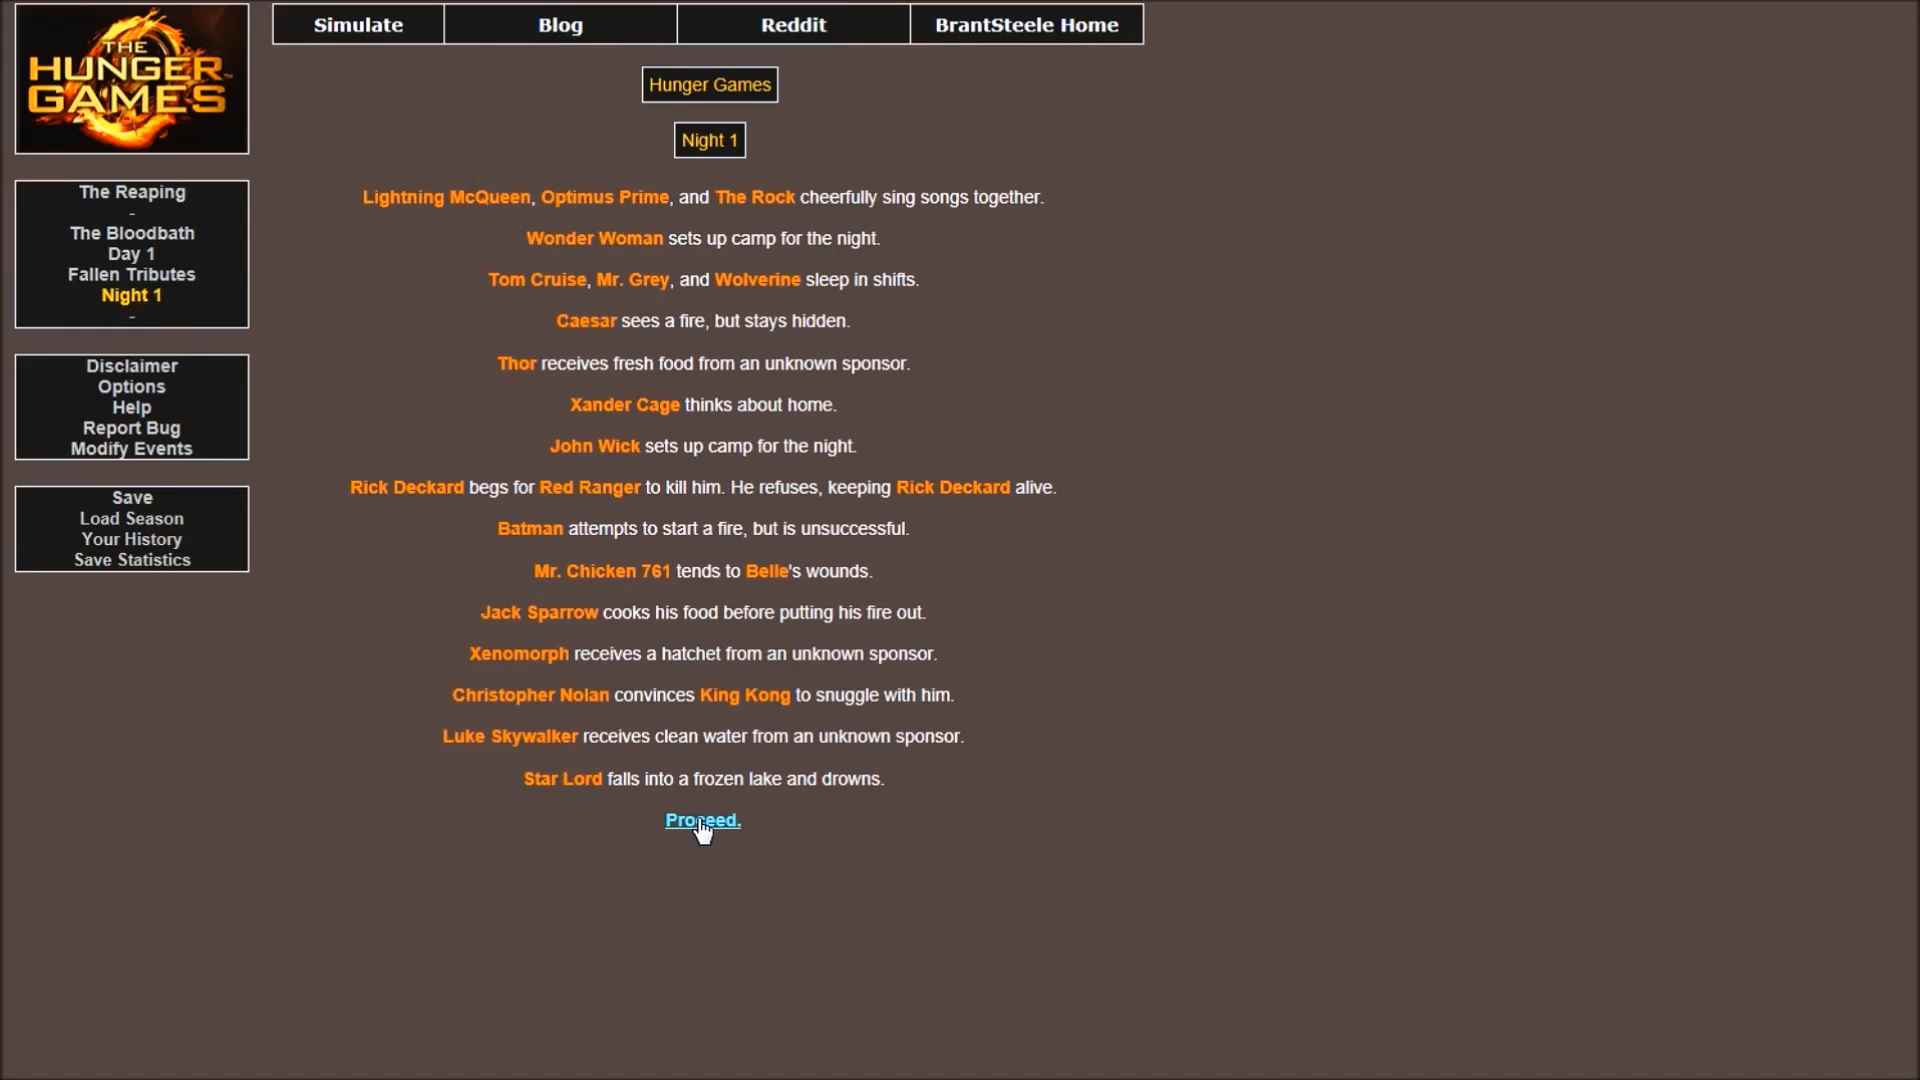 THE
HUNGER
GAMES
Simulate
Blog
Reddit
BrantSteele Home
The Reaping
-
The Bloodbath
Day 1
Fallen Tributes
Night 1
-
Disclaimer
Options
Help
Report Bug
Modify Events
Save
Load Season
Your History
Save Statistics
Hunger Games
Night 1
Lightning McQueen, Optimus Prime, and The Rock cheerfully sing songs together.
Wonder Woman sets up camp for the night.
Tom Cruise, Mr. Grey, and Wolverine sleep in shifts.
Caesar sees a fire, but stays hidden.
Thor receives fresh food from an unknown sponsor.
Xander Cage thinks about home.
John Wick sets up camp for the night.
Rick Deckard begs for Red Ranger to kill him. He refuses, keeping Rick Deckard alive.
Batman attempts to start a fire, but is unsuccessful.
Mr. Chicken 761 tends to Belle's wounds.
Jack Sparrow cooks his food before putting his fire out.
Xenomorph receives a hatchet from an unknown sponsor.
Christopher Nolan convinces King Kong to snuggle with him.
Luke Skywalker receives clean water from an unknown sponsor.
Star Lord falls into a frozen lake and drowns.
Proceed.